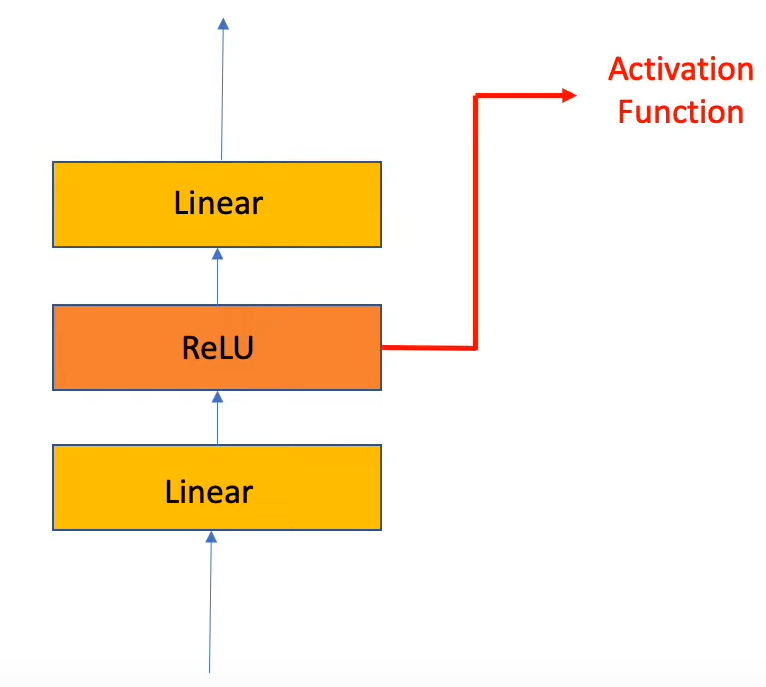 Activation
Function
Linear
ReLU
Linear